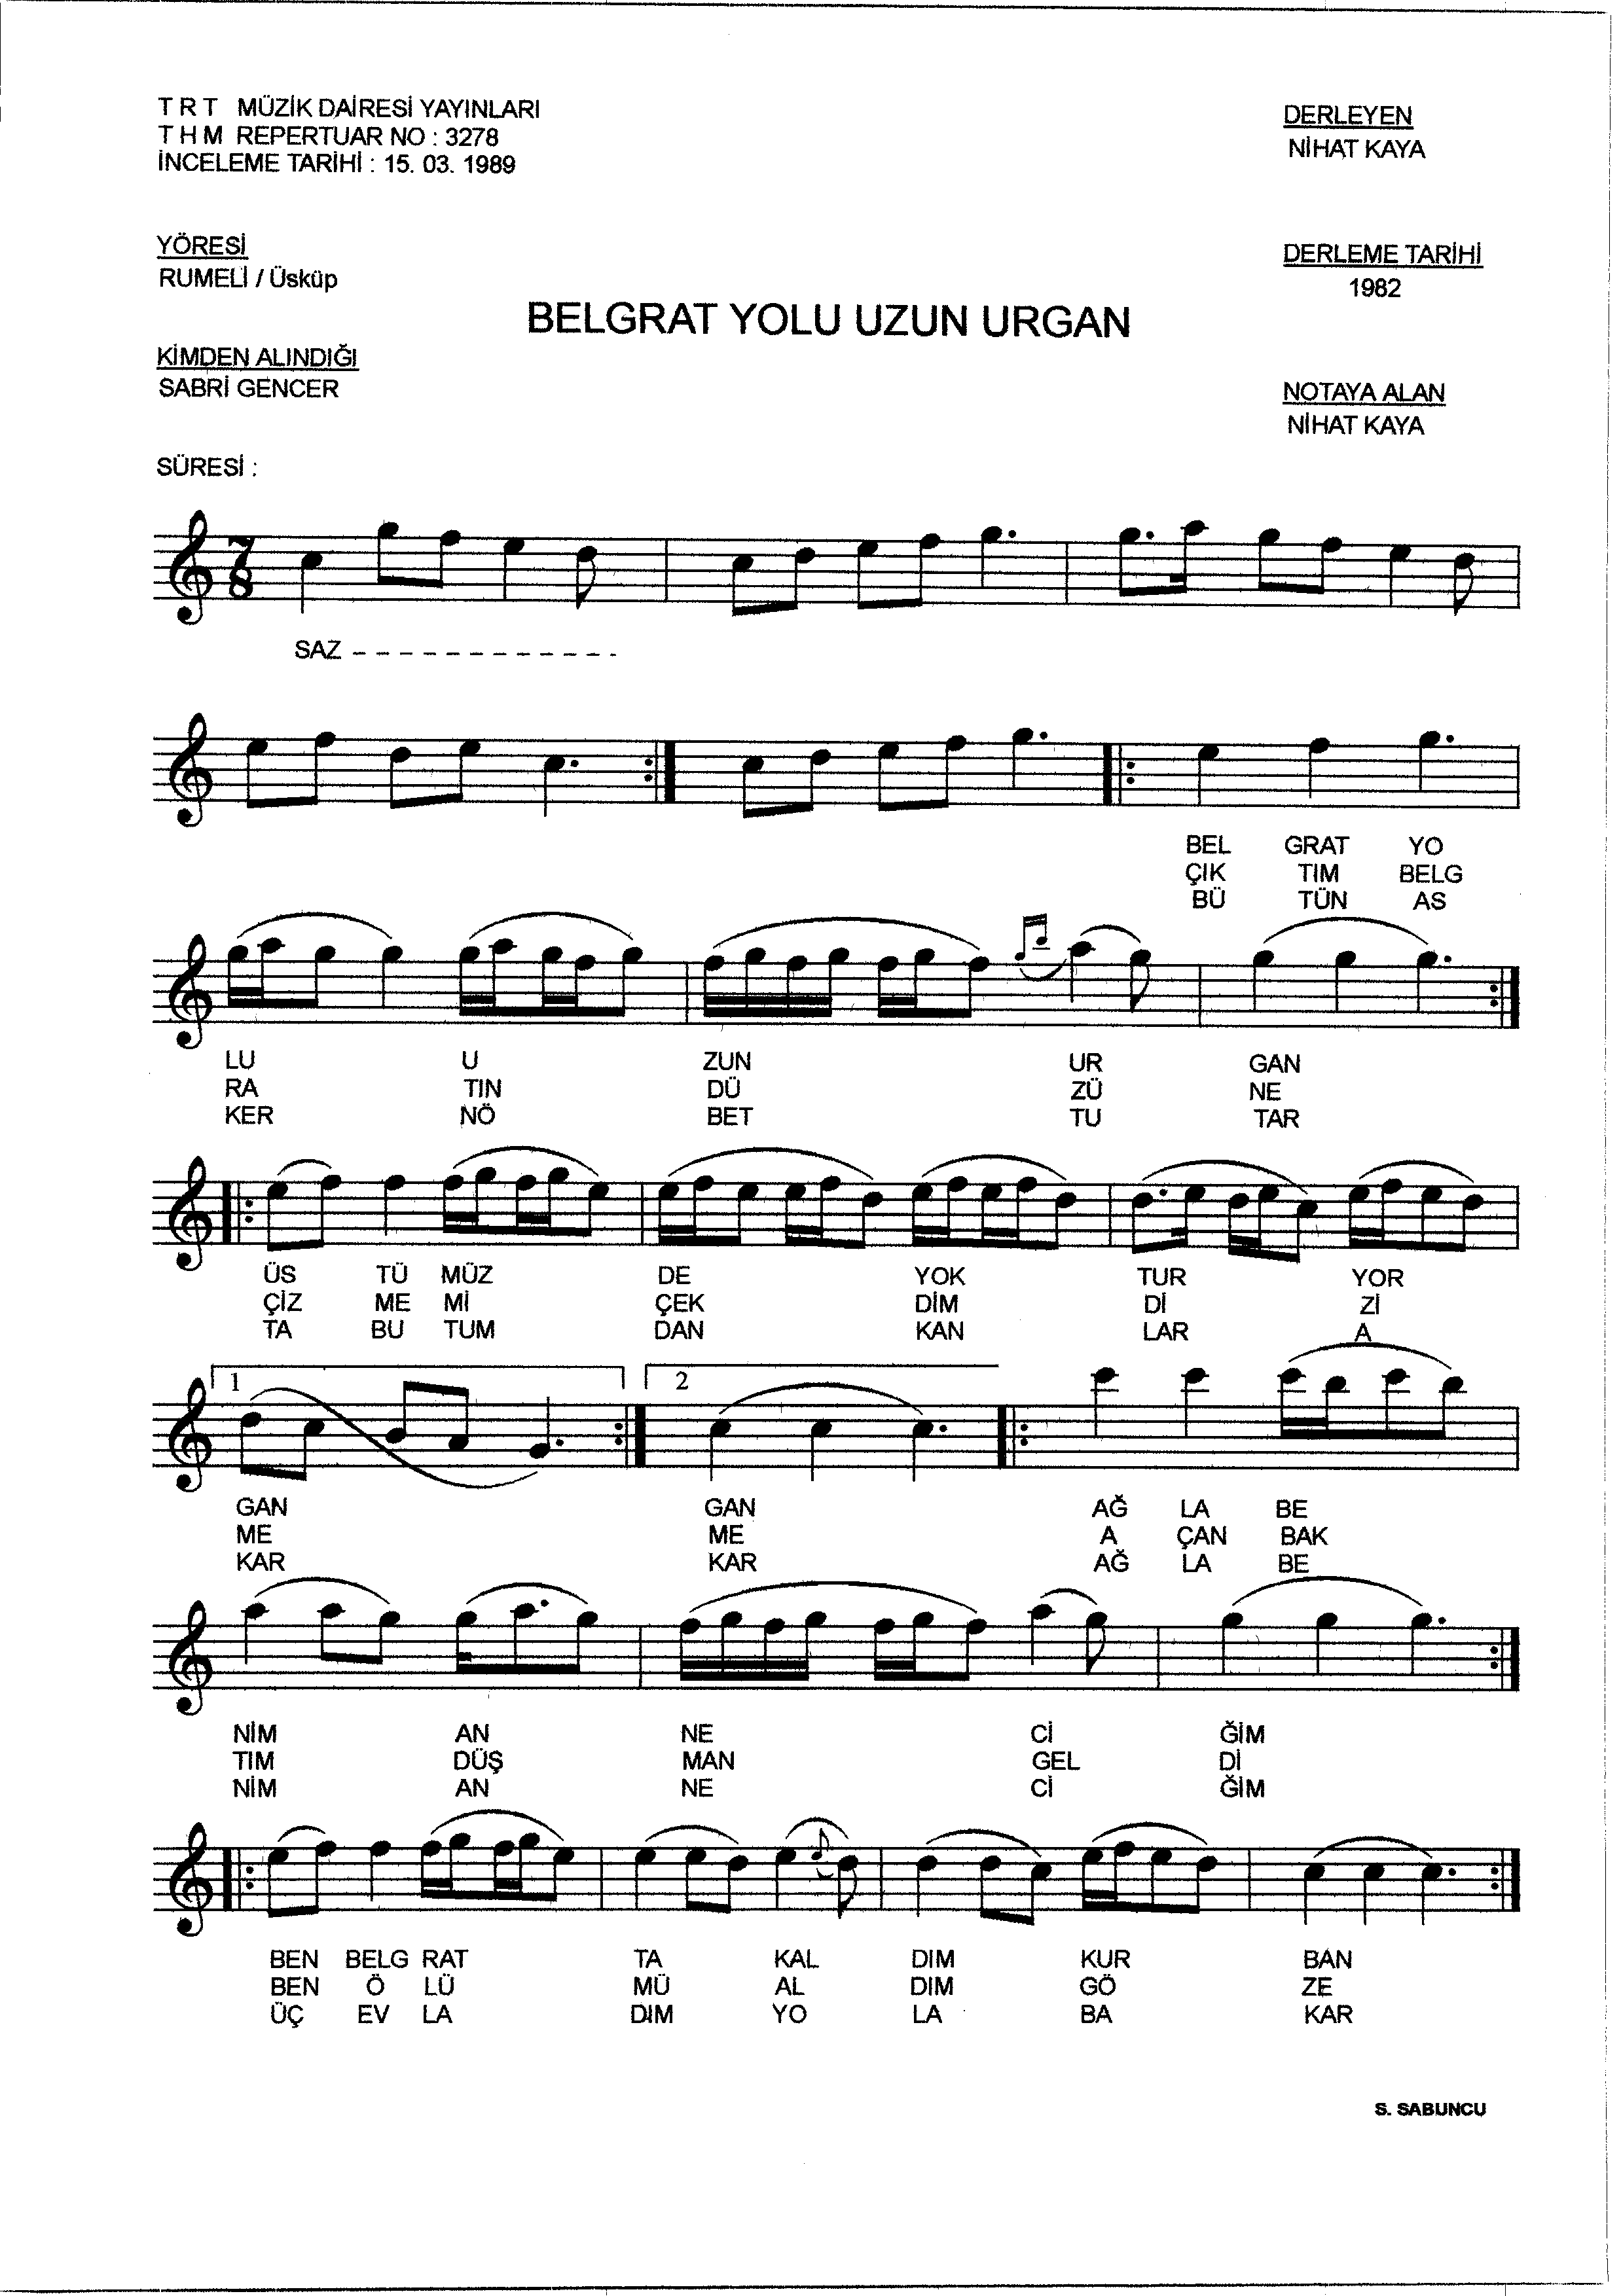 T R T MÜZİK DAİRESİ YAYINLARI
T H M REPERTUAR NO : 3278
İNCELEME TARİHİ : 15. 03. 1989
DERLEYEN
NİHAT KAYA
YÖRESİ
RUMELİ / Üsküp
DERLEME TARİHİ
1982
BELGRAT YOLU UZUN URGAN
KİMDEN ALINDIĞI
SABRİ GENCER
NOTAYA ALAN
NİHAT KAYA
SÜRESİ :
7
8
SAZ
BEL GRAT YO
ÇIK TIM BELG
BÜ TÜN AS
LU U ZUN UR GAN
RA TIN DÜ ZÜ NE
KER NÖ BET TU TAR
ÜS TÜ MÜZ DE YOK TUR YOR
ÇİZ ME Mİ ÇEK DİM Dİ Zİ
TA BU TUM DAN KAN LAR A
1 2
GAN GAN AĞ LA BE
ME ME A ÇAN BAK
KAR KAR AĞ LA BE
NİM AN NE Cİ ĞİM
TIM DÜŞ MAN GEL Dİ
NİM AN NE Cİ ĞİM
BEN BELG RAT TA KAL DIM KUR BAN
BEN Ö LÜ MÜ AL DIM GÖ ZE
ÜÇ EV LA DIM YO LA BA KAR
S. SABUNCU